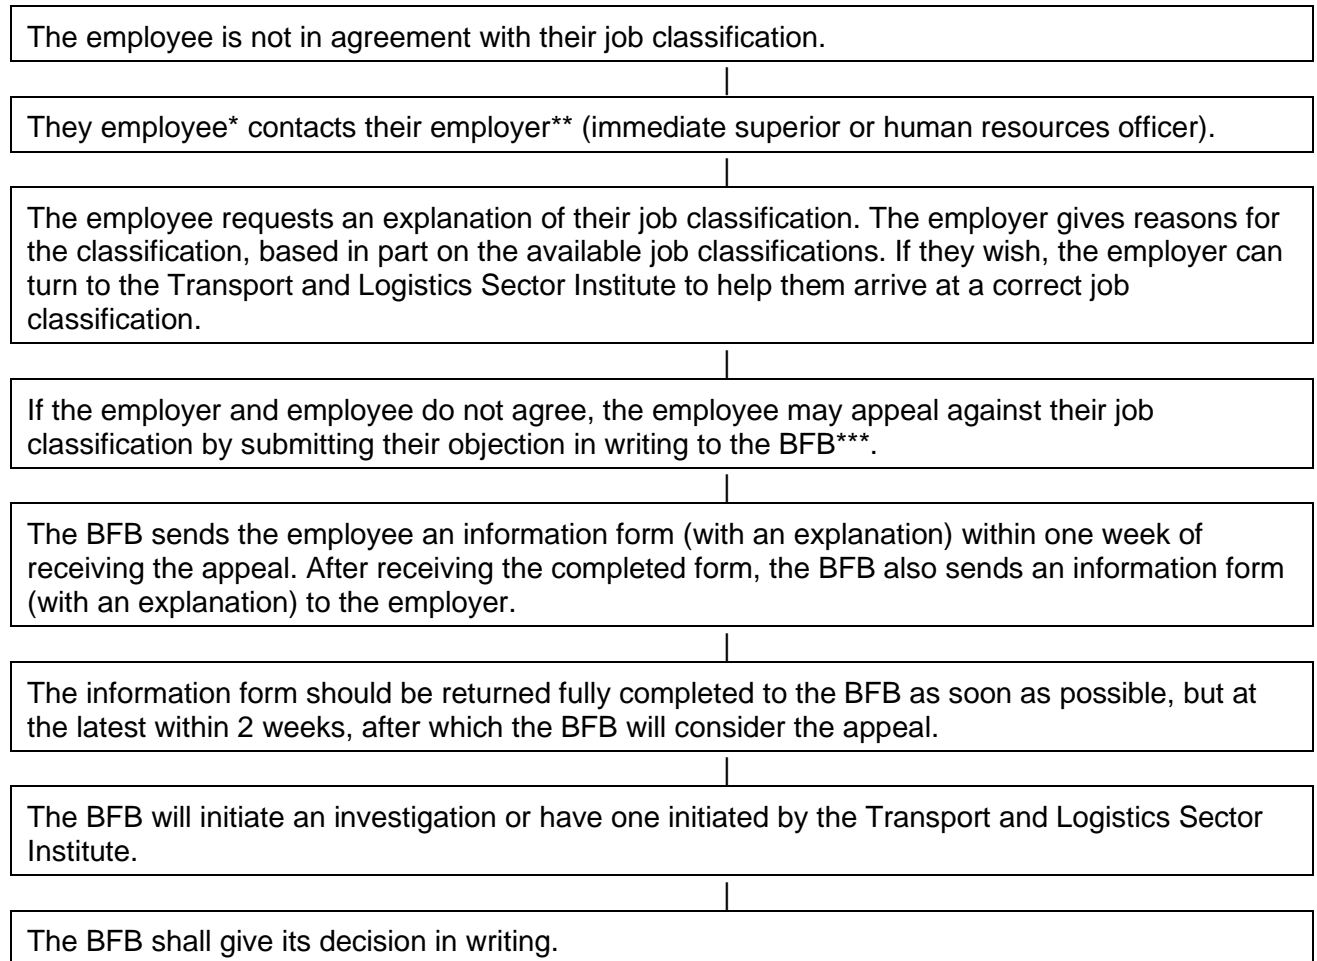 The employee is not in agreement with their job classification.
They employee* contacts their employer** (immediate superior or human resources officer).
The employee requests an explanation of their job classification. The employer gives reasons for
the classification, based in part on the available job classifications. If they wish, the employer can
turn to the Transport and Logistics Sector Institute to help them arrive at a correct job
classification.
If the employer and employee do not agree, the employee may appeal against their job
classification by submitting their objection in writing to the BFB***.
The BFB sends the employee an information form (with an explanation) within one week of
receiving the appeal. After receiving the completed form, the BFB also sends an information form
(with an explanation) to the employer.
The information form should be returned fully completed to the BFB as soon as possible, but at
the latest within 2 weeks, after which the BFB will consider the appeal.
The BFB will initiate an investigation or have one initiated by the Transport and Logistics Sector
Institute.
The BFB shall give its decision in writing.